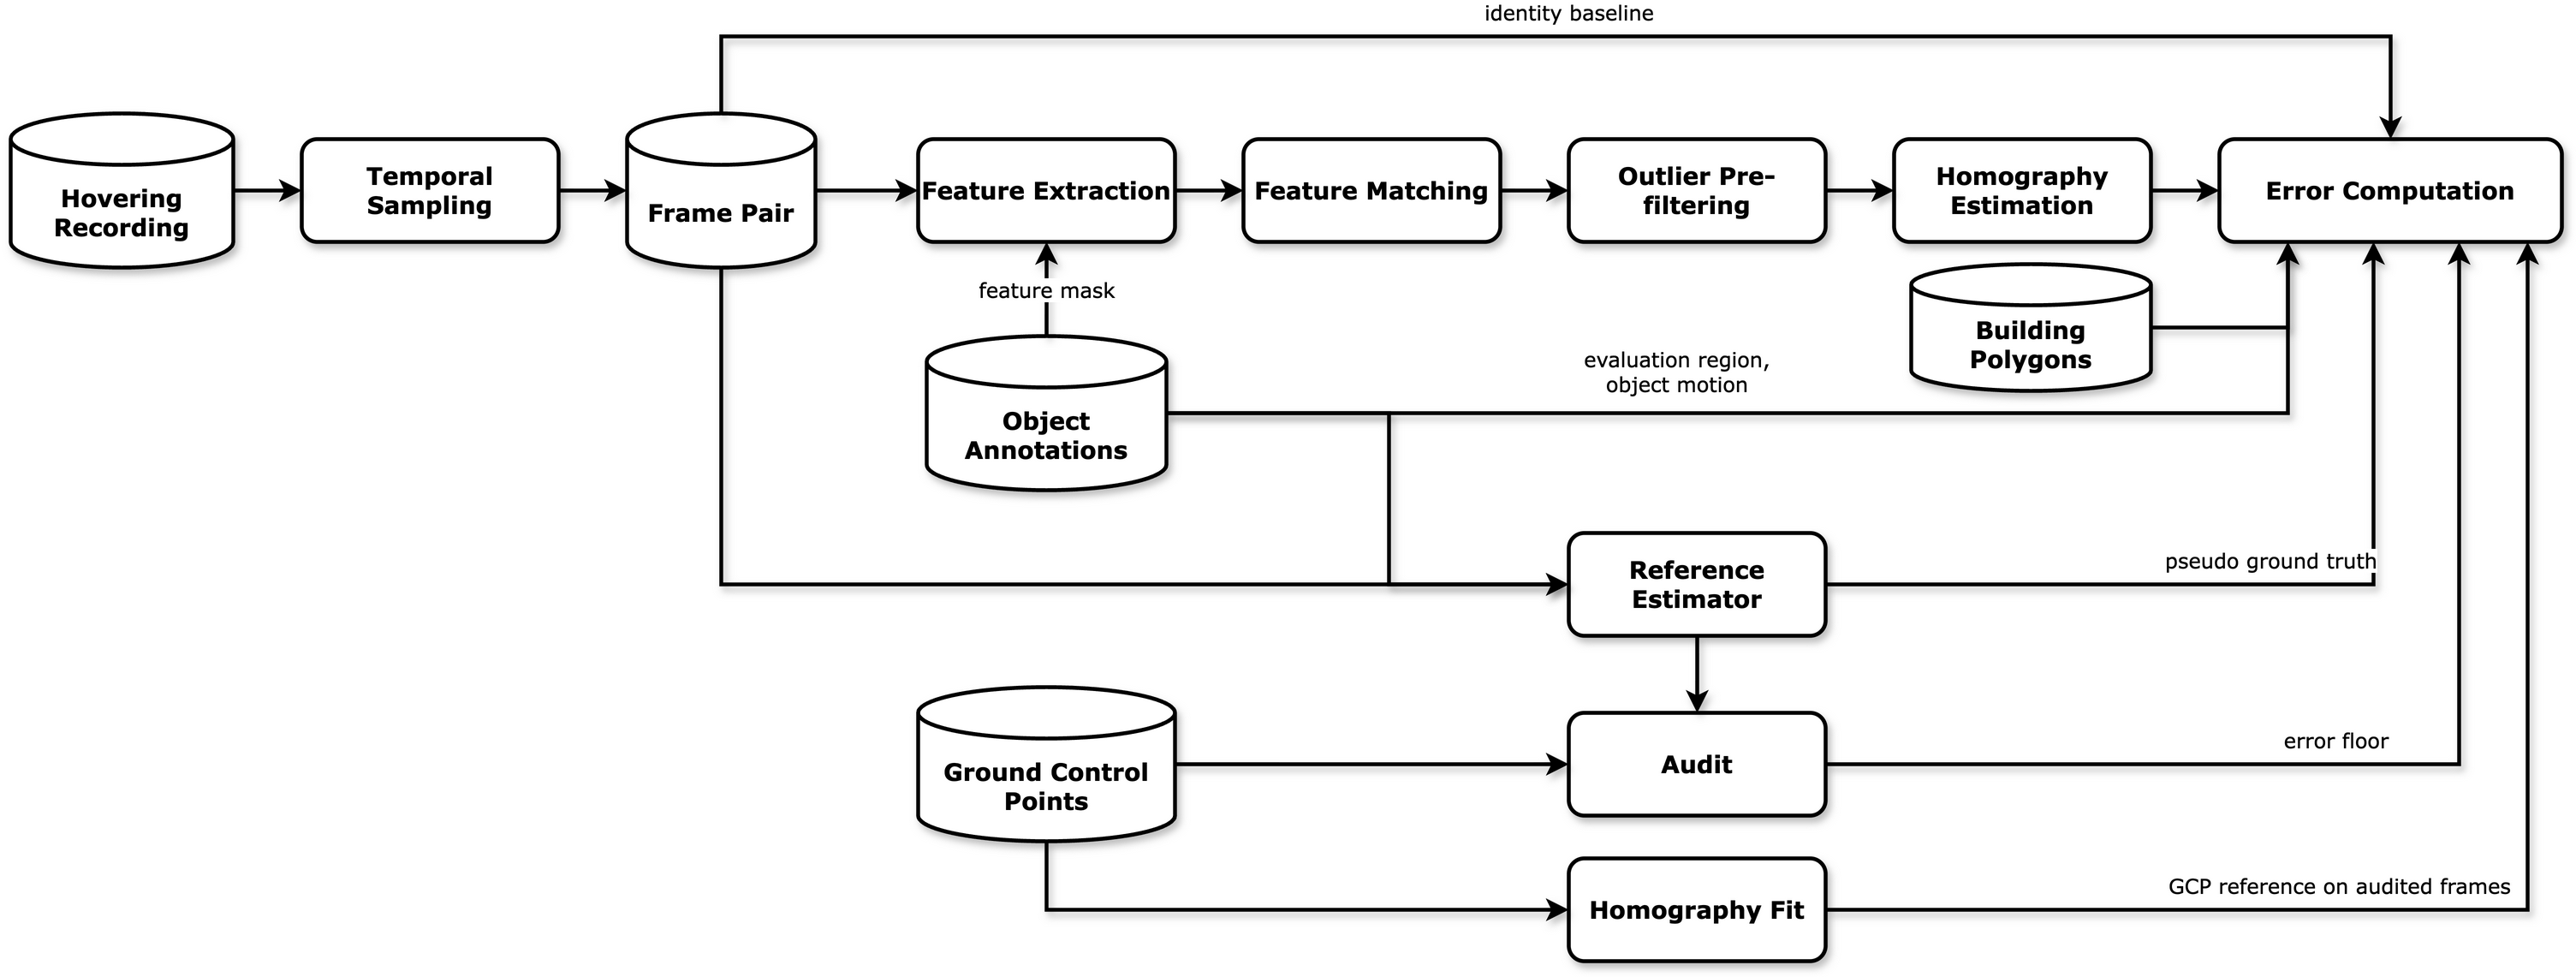 identity baseline
Hovering
Recording
Temporal
Sampling
Frame Pair
Feature Extraction
Feature Matching
Outlier Pre-
filtering
Homography
Estimation
Error Computation
feature mask
Building
Polygons
evaluation region,
object motion
Object
Annotations
Reference
Estimator
pseudo ground truth
Ground Control
Points
Audit
error floor
Homography Fit
GCP reference on audited frames